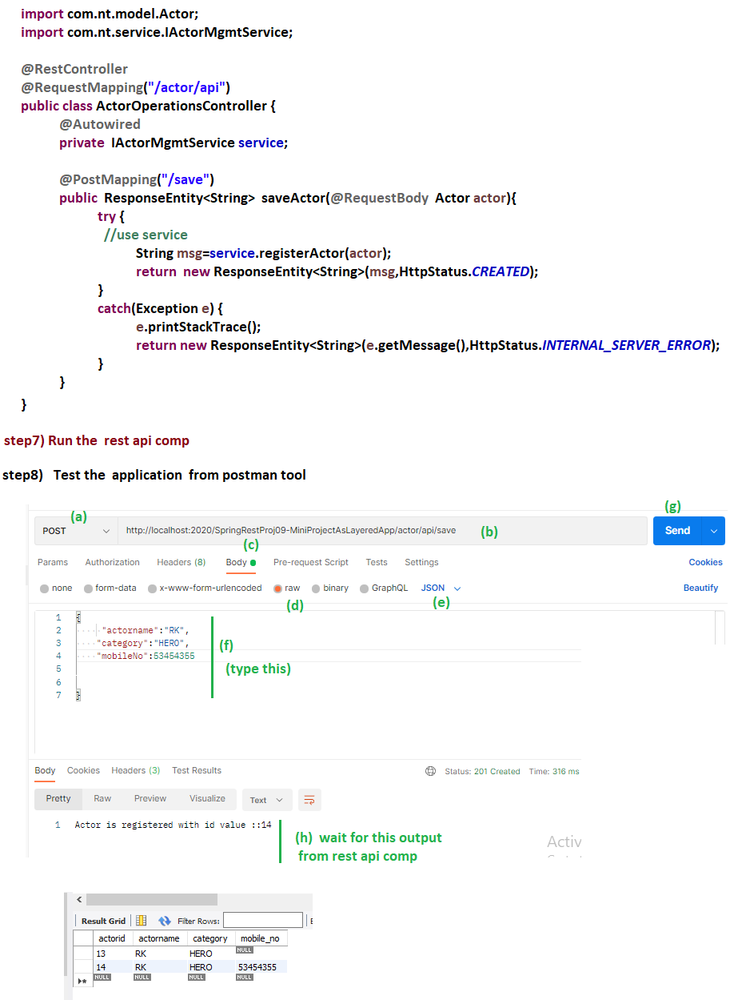 import com.nt.model.Actor;
import com.nt.service.IActorMgmtService;
@RestController
@RequestMapping("/actor/api")
public class ActorOperationsController {
@Autowired
private IActorMgmtService service;
@PostMapping("/save")
public ResponseEntity<String> saveActor(@RequestBody Actor actor){
try {
//use service
String msg=service.registerActor(actor);
return new ResponseEntity<String>(msg,HttpStatus.CREATED);
}
catch(Exception e) {
e.printStackTrace();
return new ResponseEntity<String>(e.getMessage(),HttpStatus.INTERNAL_SERVER_ERROR);
}
}
}
step7) Run the rest api comp
step8) Test the application from postman tool
(a) (g)
POST http://localhost:2020/SpringRestProj09-MiniProjectAsLayeredApp/actor/api/save (b) Send
(c)
Params Authorization Headers (8) Body Pre-request Script Tests Settings Cookies
none form-data x-www-form-urlencoded raw binary GraphQL JSON Beautify
(d) (e)
1 {
2 "actorname":"RK",
3 "category":"HERO", (f)
4 "mobileNo":53454355
5 (type this)
6
7 }
Body Cookies Headers (3) Test Results Status: 201 Created Time: 316 ms
Pretty Raw Preview Visualize Text
1 Actor is registered with id value ::14
(h) wait for this output
from rest api comp
Activ
Result Grid Filter Rows:
actorid actorname category mobile_no
13 RK HERO NULL
14 RK HERO 53454355
NULL NULL NULL NULL